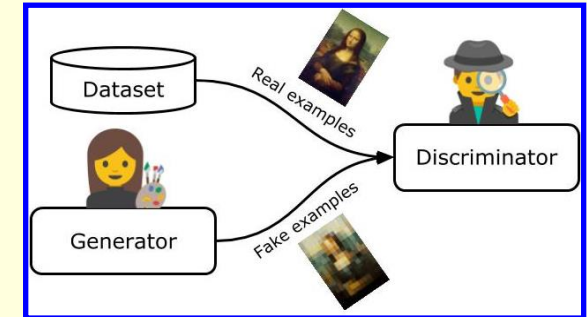 Dataset
Real examples
Discriminator
Generator
Fake examples